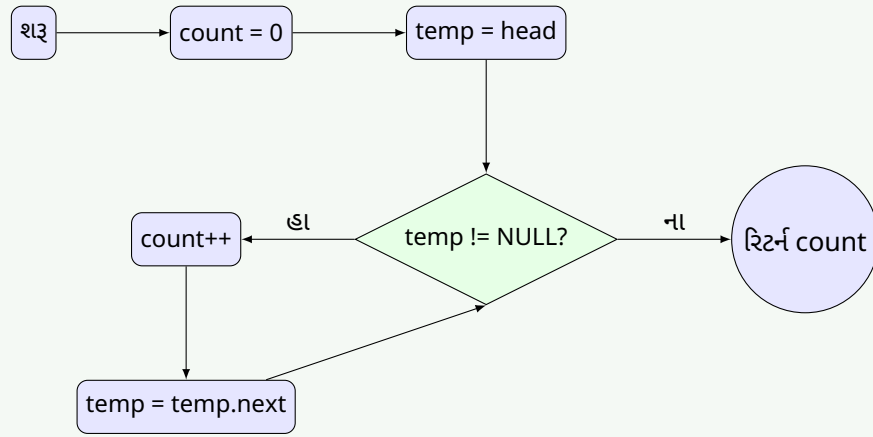 શરૂ
count = 0
temp = head
temp != NULL?
હા
ના
count++
રિટર્ન count
temp = temp.next